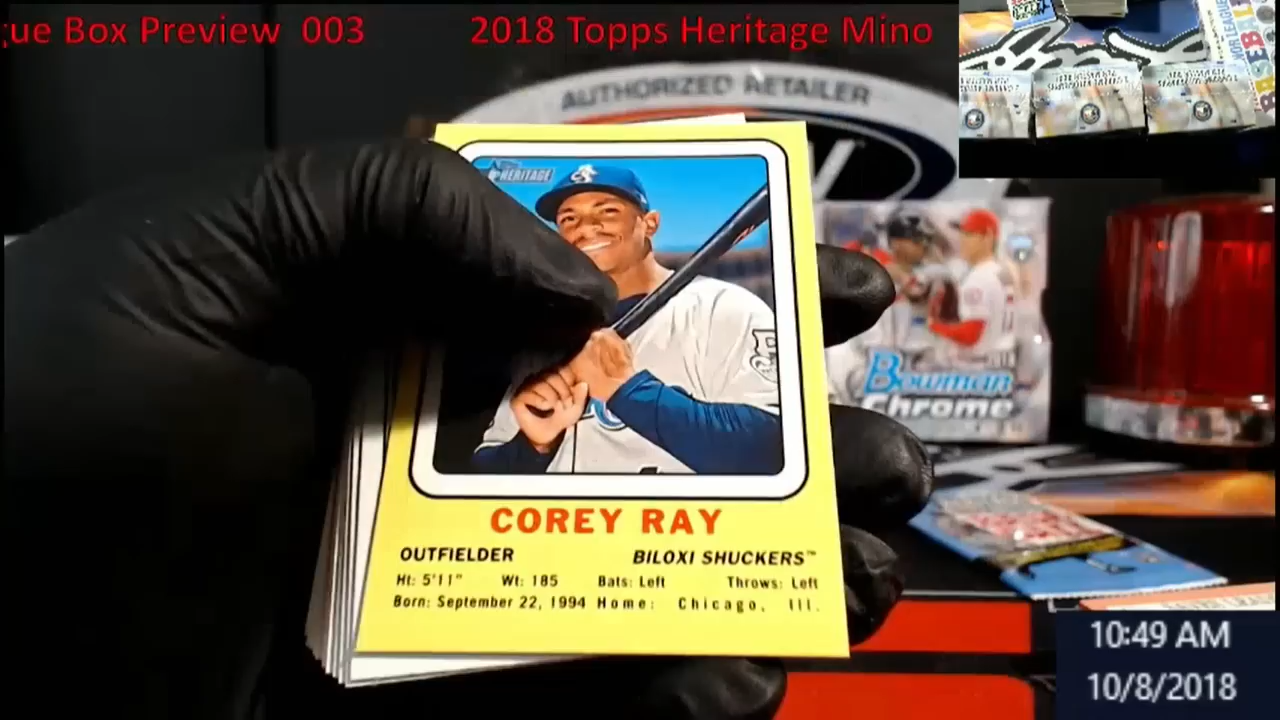 ue Box Preview 003
2018 Topps Heritage Mino
AUTHORIZED RETAILER
Topps
HERITAGE
Bowman
Chrome
COREY RAY
OUTFIELDER
BILOXI SHUCKERS™
Ht: 5'11" Wt: 185 Bats: Left Throws: Left
Born: September 22, 1994 Home: Chicago, Ill.
10:49 AM
10/8/2018